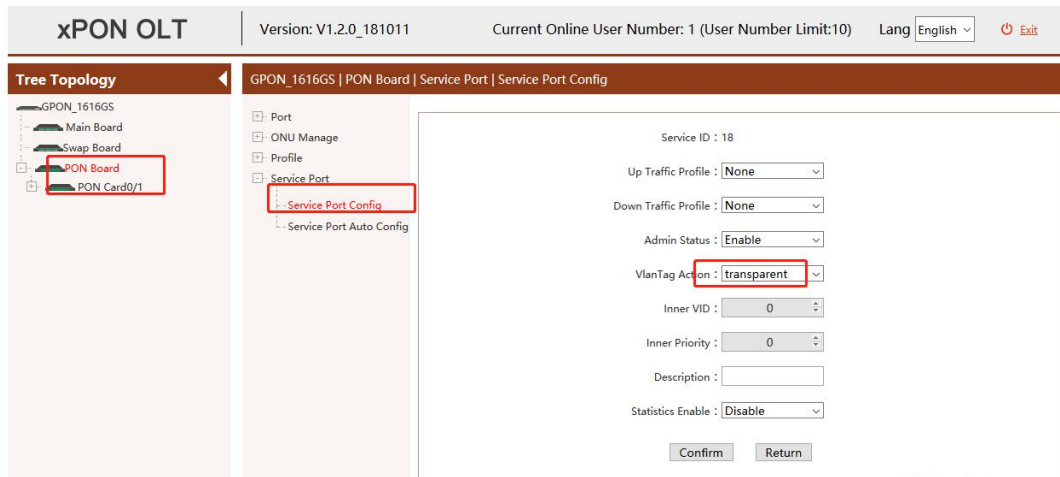 xPON OLT
Version: V1.2.0_181011
Current Online User Number: 1 (User Number Limit:10)
Lang English
Exit
Tree Topology
GPON_1616GS
Main Board
Swap Board
PON Board
PON Card0/1
GPON_1616GS | PON Board | Service Port | Service Port Config
Port
ONU Manage
Profile
Service Port
Service Port Config
Service Port Auto Config
Service ID : 18
Up Traffic Profile : None
Down Traffic Profile : None
Admin Status : Enable
VlanTag Action : transparent
Inner VID : 0
Inner Priority : 0
Description :
Statistics Enable : Disable
Confirm Return